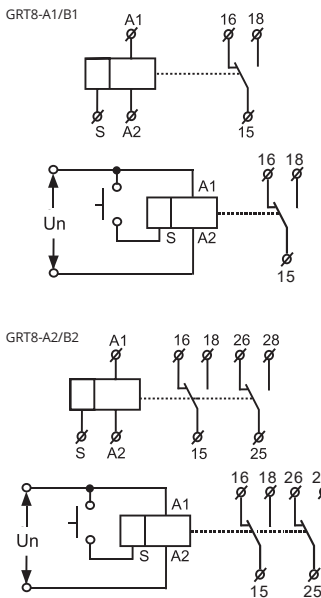 GRT8-A1/B1
A1 16 18
S A2 15
16 18
A1
Un
S A2
15
GRT8-A2/B2
A1 16 18 26 28
S A2 15 25
16 18 26
A1
Un
S A2
15 25